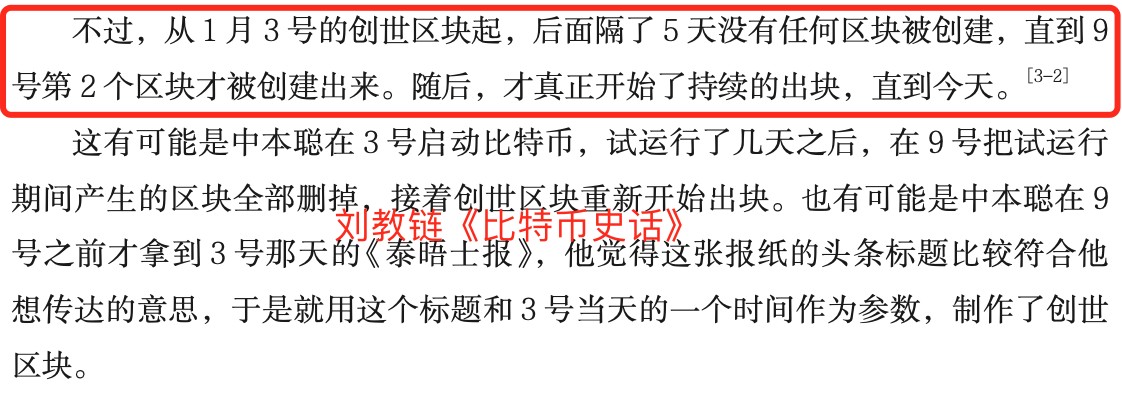 不过，从 1 月 3 号的创世区块起，后面隔了 5 天没有任何区块被创建，直到 9
号第 2 个区块才被创建出来。随后，才真正开始了持续的出块，直到今天。[3-2]
这有可能是中本聪在 3 号启动比特币，试运行了几天之后，在 9 号把试运行
期间产生的区块全部删掉，接着创世区块重新开始出块。也有可能是中本聪在 9
刘教链《比特币史话》
号之前才拿到 3 号那天的《泰晤士报》，他觉得这张报纸的头条标题比较符合他
想传达的意思，于是就用这个标题和 3 号当天的一个时间作为参数，制作了创世
区块。